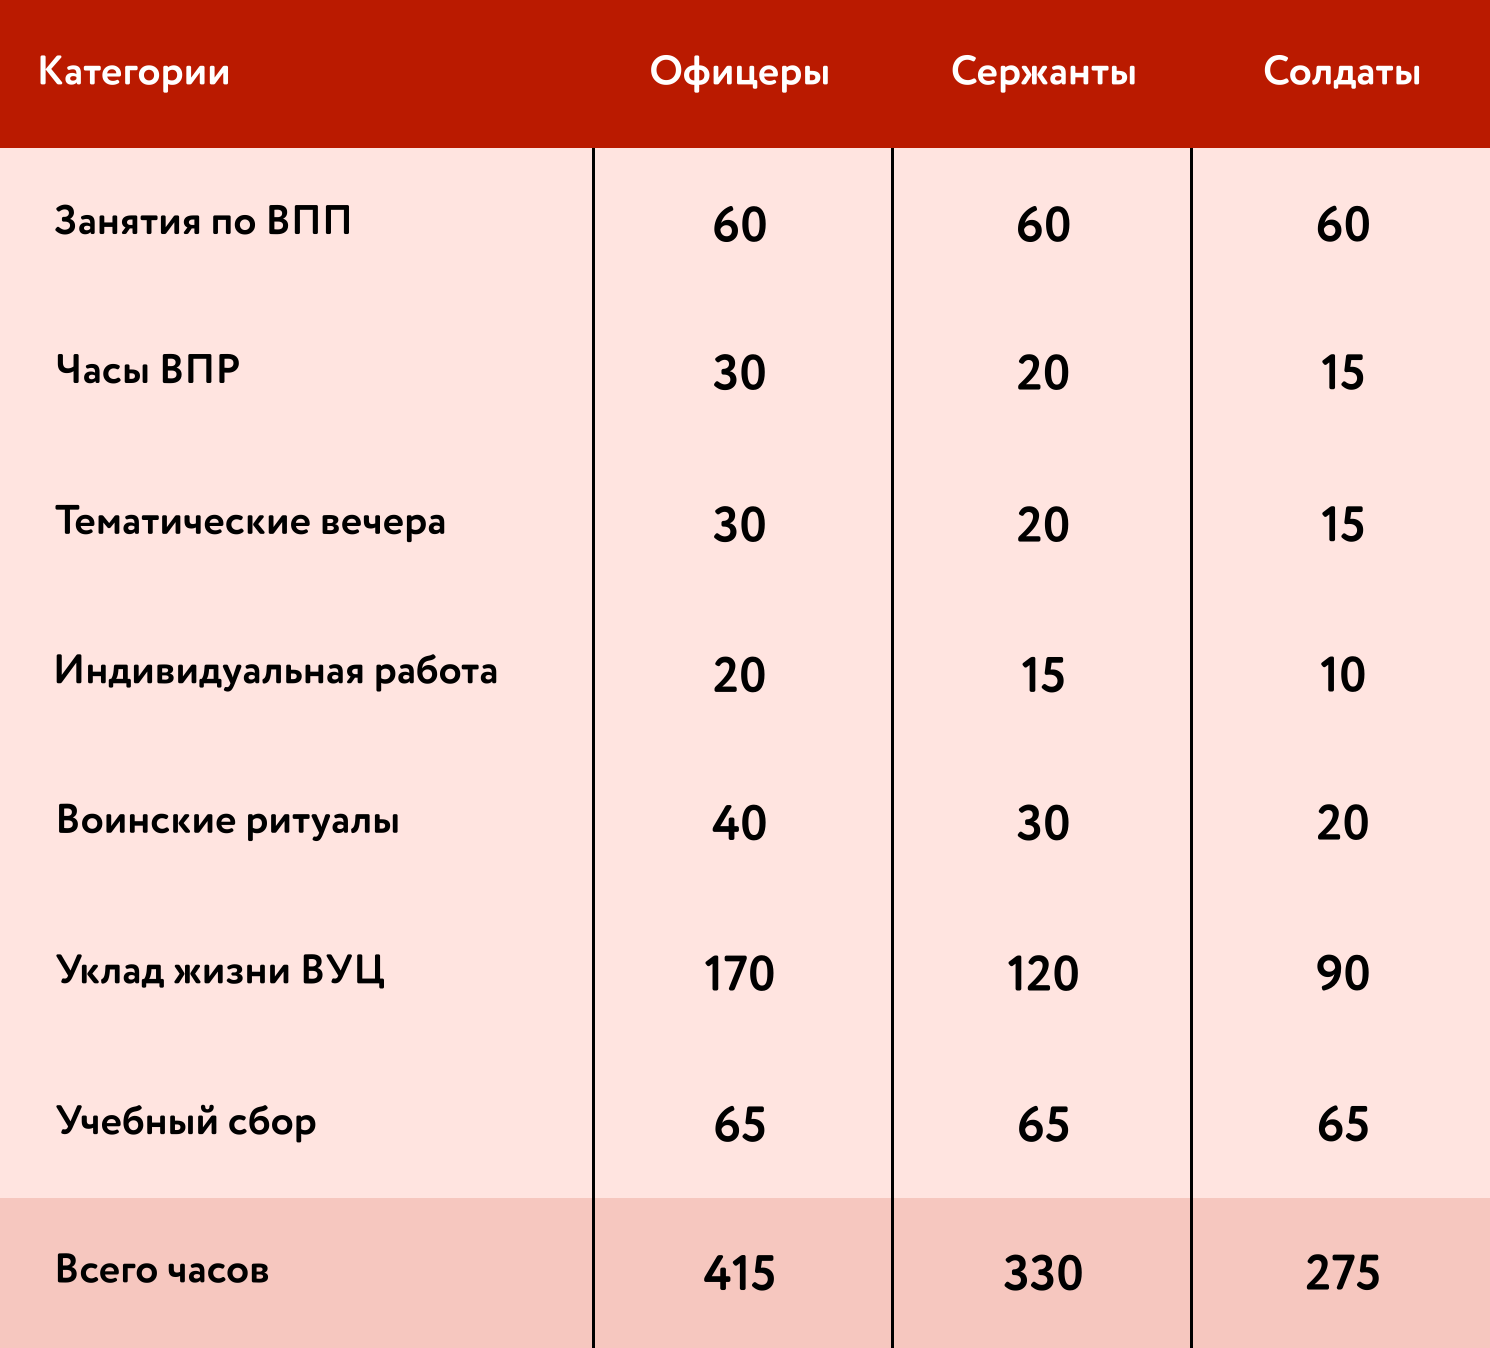 Категории Офицеры Сержанты Солдаты
Занятия по ВПП 60 60 60
Часы ВПР 30 20 15
Тематические вечера 30 20 15
Индивидуальная работа 20 15 10
Воинские ритуалы 40 30 20
Уклад жизни ВУЦ 170 120 90
Учебный сбор 65 65 65
Всего часов 415 330 275